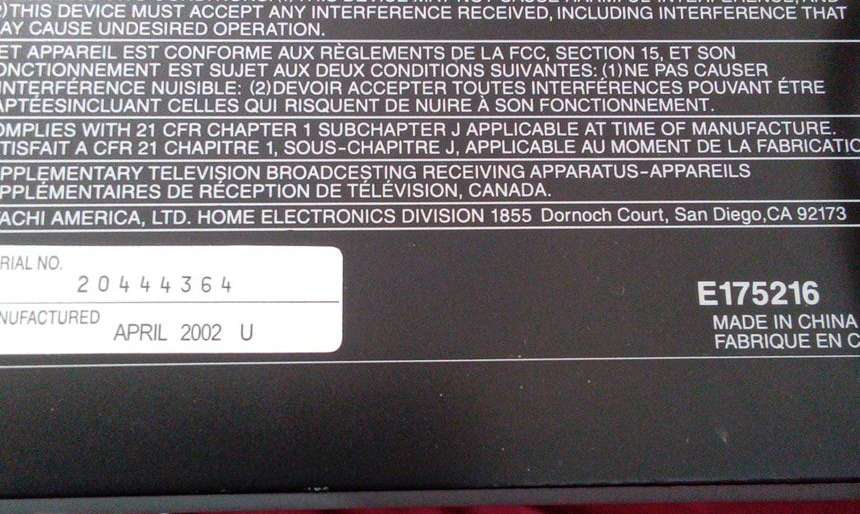 2)THIS DEVICE MUST ACCEPT ANY INTERFERENCE RECEIVED, INCLUDING INTERFERENCE THAT
AY CAUSE UNDESIRED OPERATION.
ET APPAREIL EST CONFORME AUX RÈGLEMENTS DE LA FCC, SECTION 15, ET SON
ONCTIONNEMENT EST SUJET AUX DEUX CONDITIONS SUIVANTES: (1)NE PAS CAUSER
INTERFÉRENCE NUISIBLE: (2)DEVOIR ACCEPTER TOUTES INTERFÉRENCES POUVANT ÉTRE
APTÉESINCLUANT CELLES QUI RISQUENT DE NUIRE À SON FONCTIONNEMENT.
OMPLIES WITH 21 CFR CHAPTER 1 SUBCHAPTER J APPLICABLE AT TIME OF MANUFACTURE.
TISFAIT A CFR 21 CHAPITRE 1, SOUS-CHAPITRE J, APPLICABLE AU MOMENT DE LA FABRICATIO
PPLEMENTARY TELEVISION BROADCESTING RECEIVING APPARATUS-APPAREILS
PPLÉMENTAIRES DE RÉCEPTION DE TÉLÉVISION, CANADA.
TACHI AMERICA, LTD. HOME ELECTRONICS DIVISION 1855 Dornoch Court, San Diego,CA 92173
RIAL NO.
20444364
NUFACTURED
APRIL 2002 U
E175216
MADE IN CHINA
FABRIQUE EN C